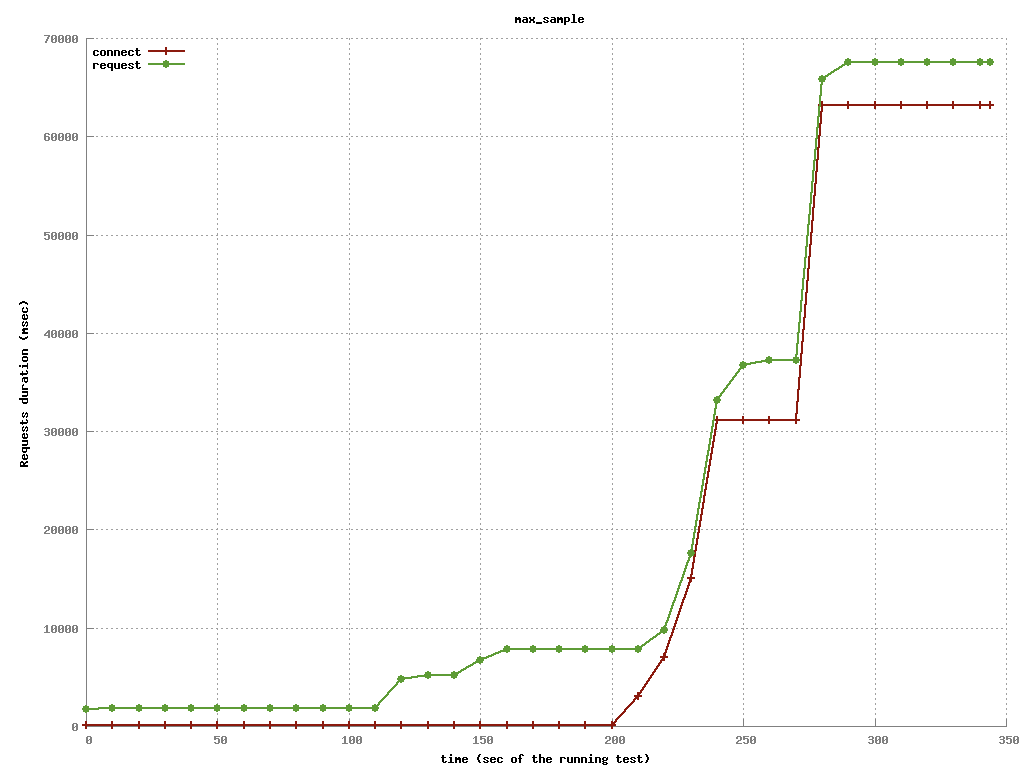 max_sample
70000
connect
request
60000
50000
40000
30000
20000
10000
0
Requests duration (msec)
0 50 100 150 200 250 300 350
time (sec of the running test)